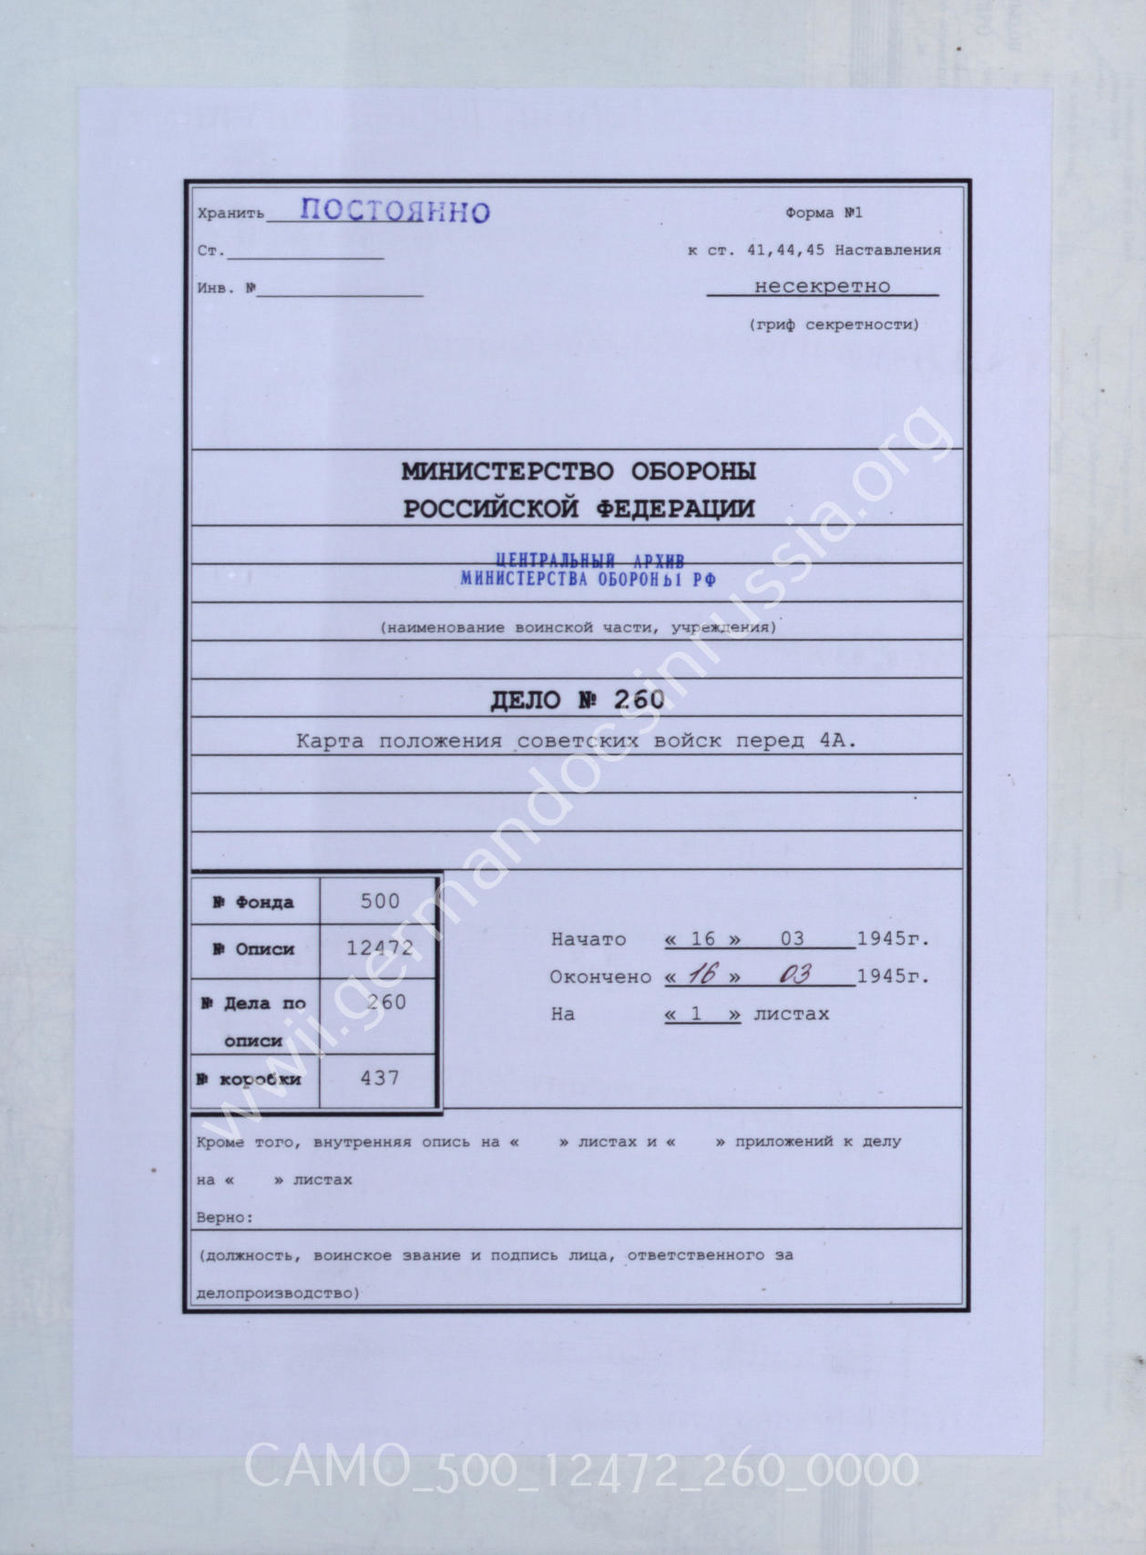 Хранить ПОСТОЯННО
Форма №1
Ст.
к ст. 41,44,45 Наставления
Инв. №
несекретно
(гриф секретности)
МИНИСТЕРСТВО ОБОРОНЫ
РОССИЙСКОЙ ФЕДЕРАЦИИ
ЦЕНТРАЛЬНЫЙ АРХИВ
МИНИСТЕРСТВА ОБОРОНЫ РФ
(наименование воинской части, учреждения)
ДЕЛО № 260
Карта положения советских войск перед 4А.
№ Фонда 500
№ Описи 12472
№ Дела по описи 260
№ коробки 437
Начато « 16 » 03 1945г.
Окончено « 16 » 03 1945г.
На « 1 » листах
Кроме того, внутренняя опись на « » листах и « » приложений к делу
на « » листах
Верно:
(должность, воинское звание и подпись лица, ответственного за
делопроизводство)
wwii.germandocsinrussia.org
CAMO_500_12472_260_0000